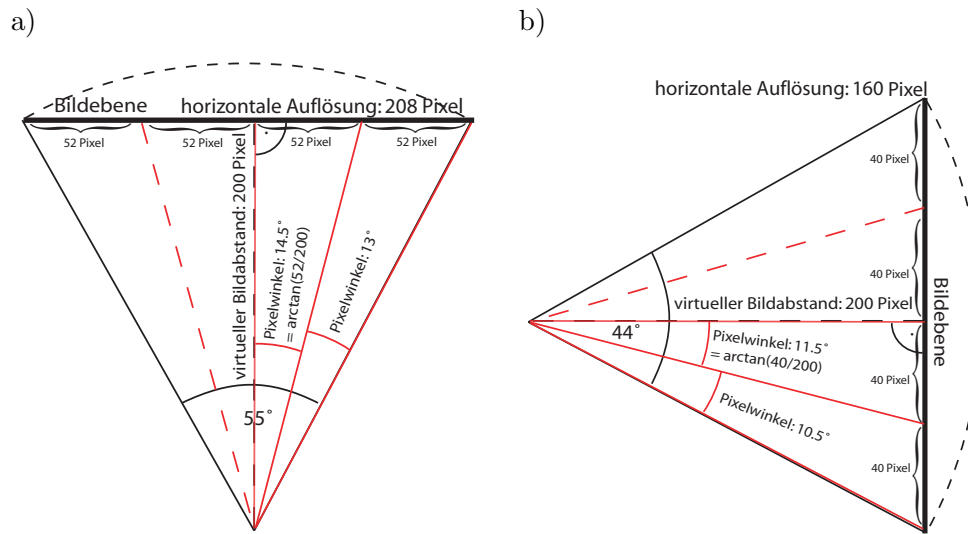 a)
Bildebene
horizontale Auflösung: 208 Pixel
52 Pixel
52 Pixel
52 Pixel
52 Pixel
virtueller Bildabstand: 200 Pixel
Pixelwinkel: 14.5°
= arctan(52/200)
Pixelwinkel: 13°
55°
b)
horizontale Auflösung: 160 Pixel
40 Pixel
40 Pixel
virtueller Bildabstand: 200 Pixel
Bildebene
44°
Pixelwinkel: 11.5°
= arctan(40/200)
40 Pixel
Pixelwinkel: 10.5°
40 Pixel